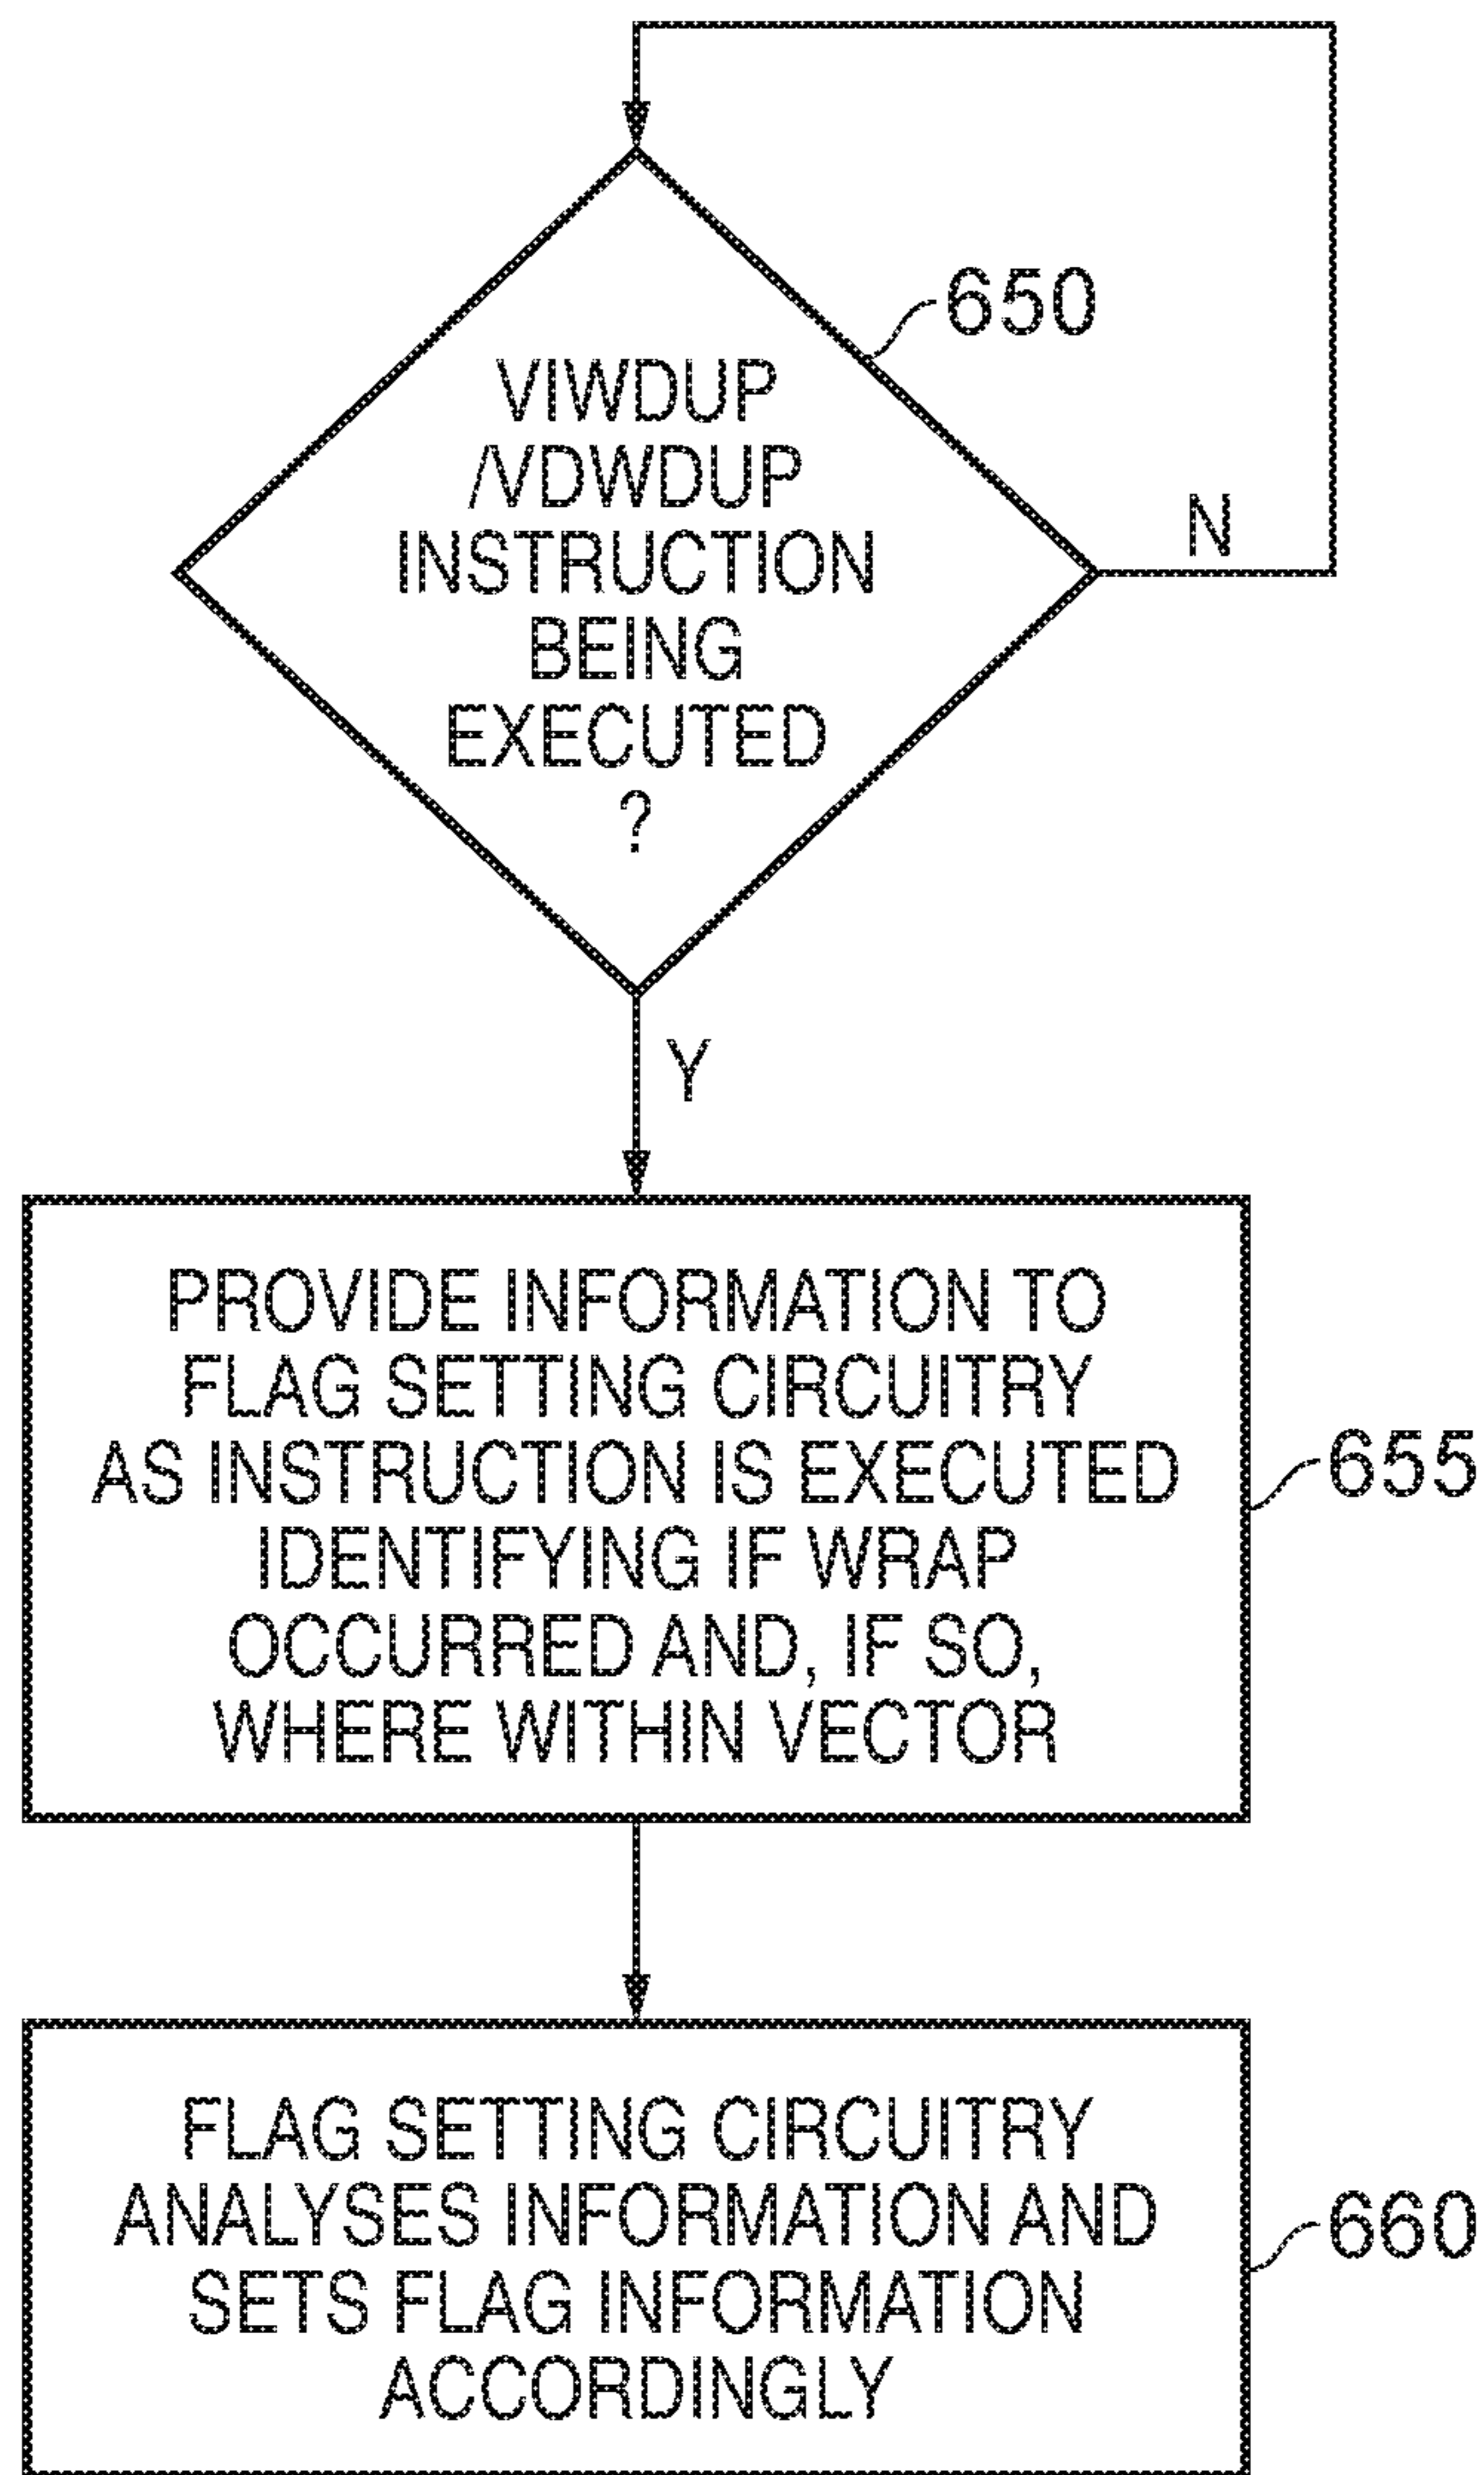 650
VIWDUP
/VDWDUP
INSTRUCTION
BEING
EXECUTED
?
N
Y
PROVIDE INFORMATION TO
FLAG SETTING CIRCUITRY
AS INSTRUCTION IS EXECUTED
IDENTIFYING IF WRAP
OCCURRED AND, IF SO,
WHERE WITHIN VECTOR
655
FLAG SETTING CIRCUITRY
ANALYSES INFORMATION AND
SETS FLAG INFORMATION
ACCORDINGLY
660